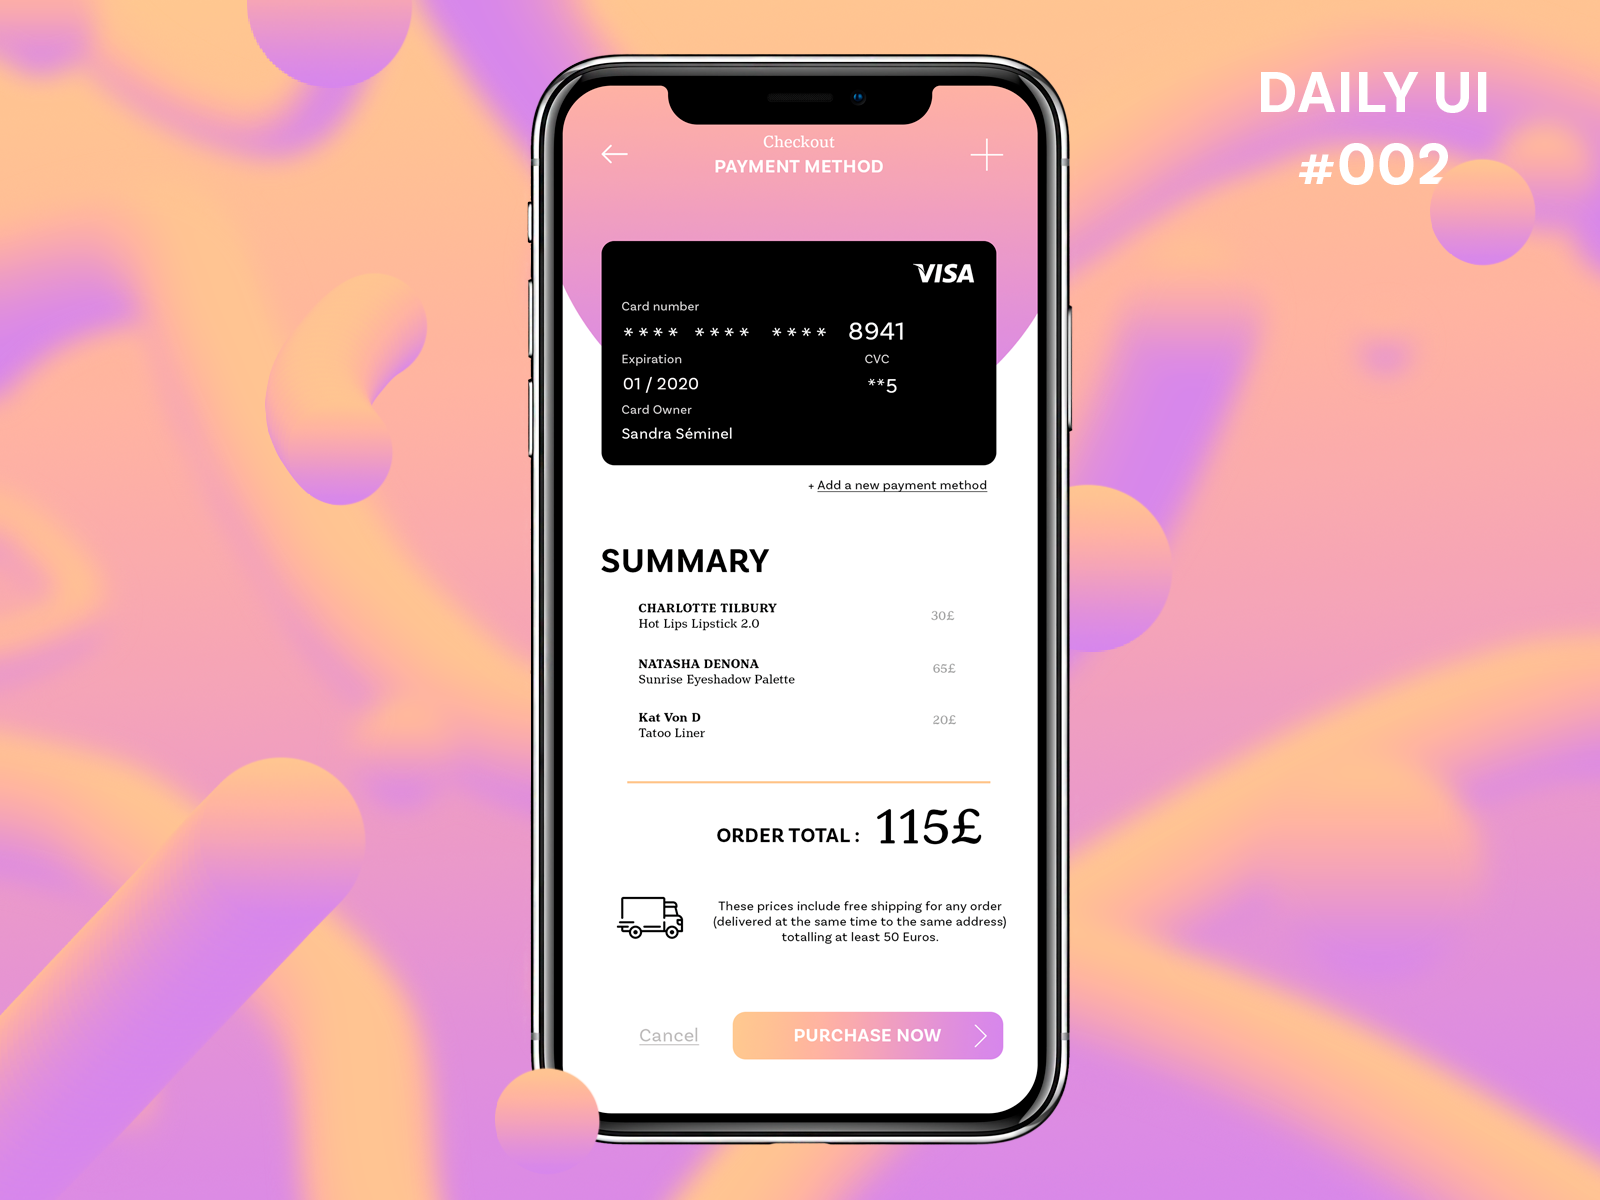 DAILY UI
#002
Checkout
PAYMENT METHOD
VISA
Card number
**** **** **** 8941
Expiration CVC
01 / 2020 **5
Card Owner
Sandra Séminel
+ Add a new payment method
SUMMARY
CHARLOTTE TILBURY
Hot Lips Lipstick 2.0 30£
NATASHA DENONA
Sunrise Eyeshadow Palette 65£
Kat Von D
Tatoo Liner 20£
ORDER TOTAL : 115£
These prices include free shipping for any order
(delivered at the same time to the same address)
totalling at least 50 Euros.
Cancel PURCHASE NOW